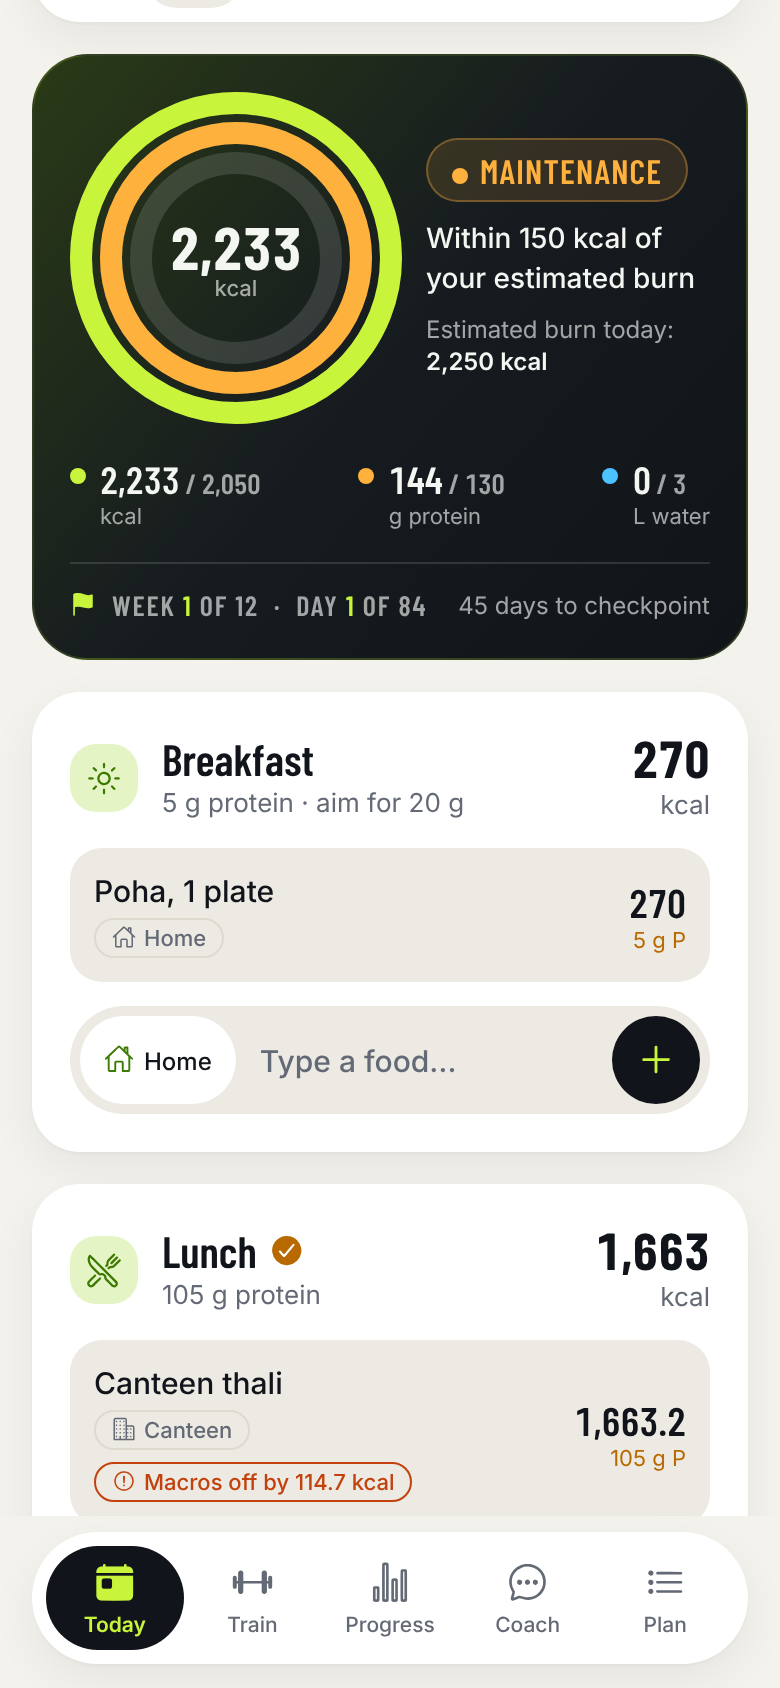 2,233
kcal
MAINTENANCE
Within 150 kcal of
your estimated burn
Estimated burn today:
2,250 kcal
2,233 / 2,050
kcal
144 / 130
g protein
0 / 3
L water
WEEK 1 OF 12 · DAY 1 OF 84
45 days to checkpoint
Breakfast
5 g protein · aim for 20 g
270
kcal
Poha, 1 plate
Home
270
5 g P
Home
Type a food...
Lunch
105 g protein
1,663
kcal
Canteen thali
Canteen
Macros off by 114.7 kcal
1,663.2
105 g P
Today
Train
Progress
Coach
Plan